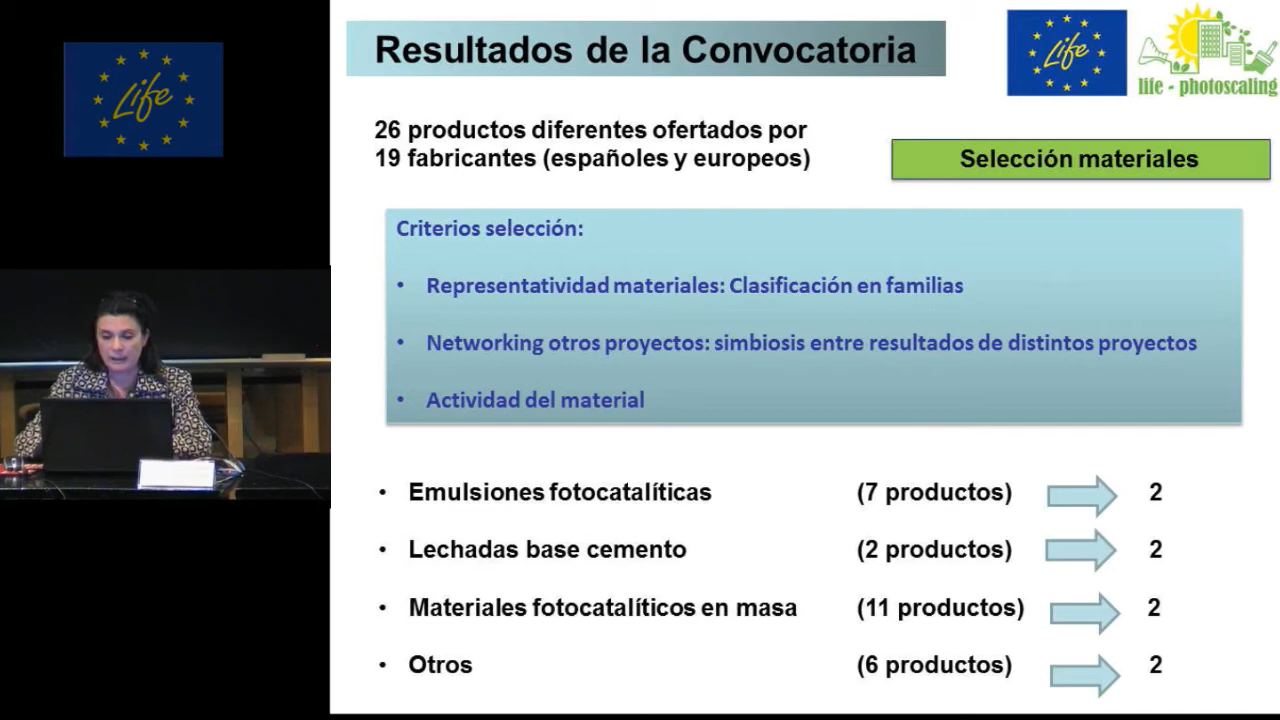 Life
Resultados de la Convocatoria
Life
life - photoscaling
26 productos diferentes ofertados por
19 fabricantes (españoles y europeos)
Selección materiales
Criterios selección:
• Representatividad materiales: Clasificación en familias
• Networking otros proyectos: simbiosis entre resultados de distintos proyectos
• Actividad del material
• Emulsiones fotocatalíticas (7 productos) 2
• Lechadas base cemento (2 productos) 2
• Materiales fotocatalíticos en masa (11 productos) 2
• Otros (6 productos) 2